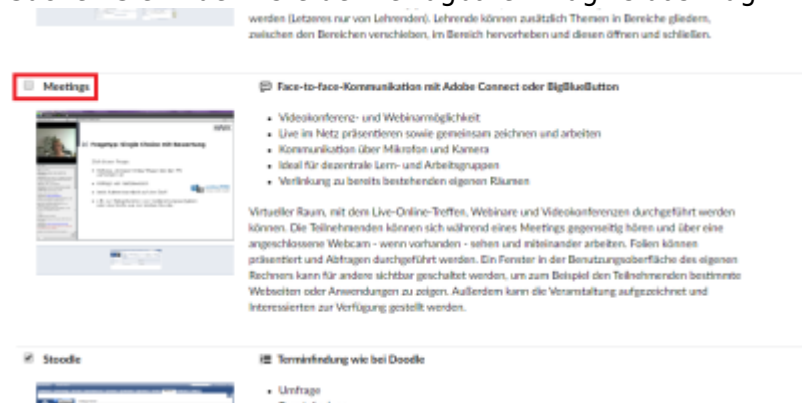 werden (Letzeres nur von Lehrenden). Lehrende können zusätzlich Themen in Bereiche gliedern,
zwischen den Bereichen verschieben, im Bereich hervorheben und diesen öffnen und schließen.
Meetings
Face-to-face-Kommunikation mit Adobe Connect oder BigBlueButton
• Videokonferenz- und Webinarmöglichkeit
• Live im Netz präsentieren sowie gemeinsam zeichnen und arbeiten
• Kommunikation über Mikrofon und Kamera
• Ideal für dezentrale Lern- und Arbeitsgruppen
• Verlinkung zu bereits bestehenden eigenen Räumen
Virtueller Raum, mit dem Live-Online-Treffen, Webinare und Videokonferenzen durchgeführt werden
können. Die Teilnehmenden können sich während eines Meetings gegenseitig hören und über eine
angeschlossene Webcam - wenn vorhanden - sehen und miteinander arbeiten. Folien können
präsentiert und Abfragen durchgeführt werden. Ein Fenster in der Benutzungsoberfläche des eigenen
Rechners kann für andere sichtbar geschaltet werden, um zum Beispiel den Teilnehmenden bestimmte
Webseiten oder Anwendungen zu zeigen. Außerdem kann die Veranstaltung aufgezeichnet und
Interessierten zur Verfügung gestellt werden.
Stoodle
Terminfindung wie bei Doodle
• Umfrage